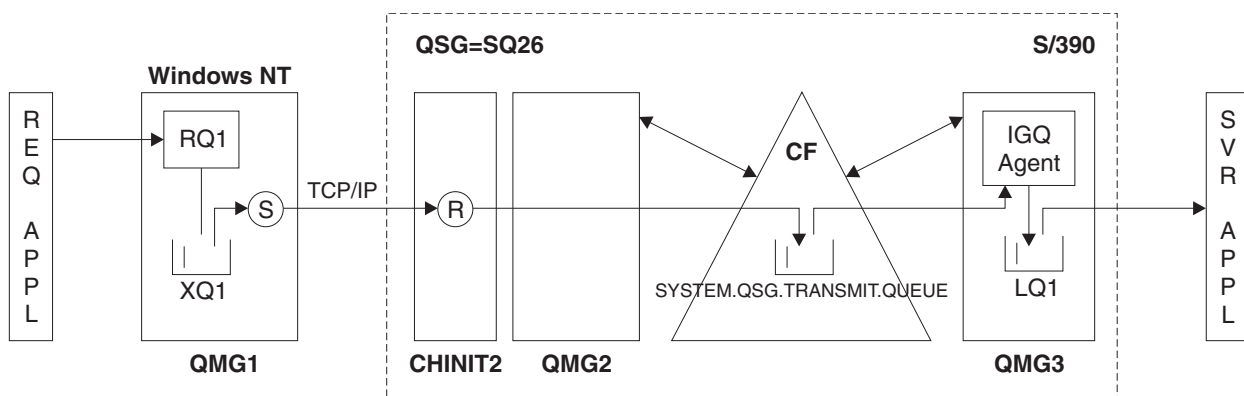 QSG=SQ26
S/390
Windows NT
R
E
Q
A
P
P
L
RQ1
S
XQ1
QMG1
TCP/IP
R
CHINIT2
QMG2
CF
SYSTEM.QSG.TRANSMIT.QUEUE
IGQ
Agent
LQ1
QMG3
S
V
R
A
P
P
L